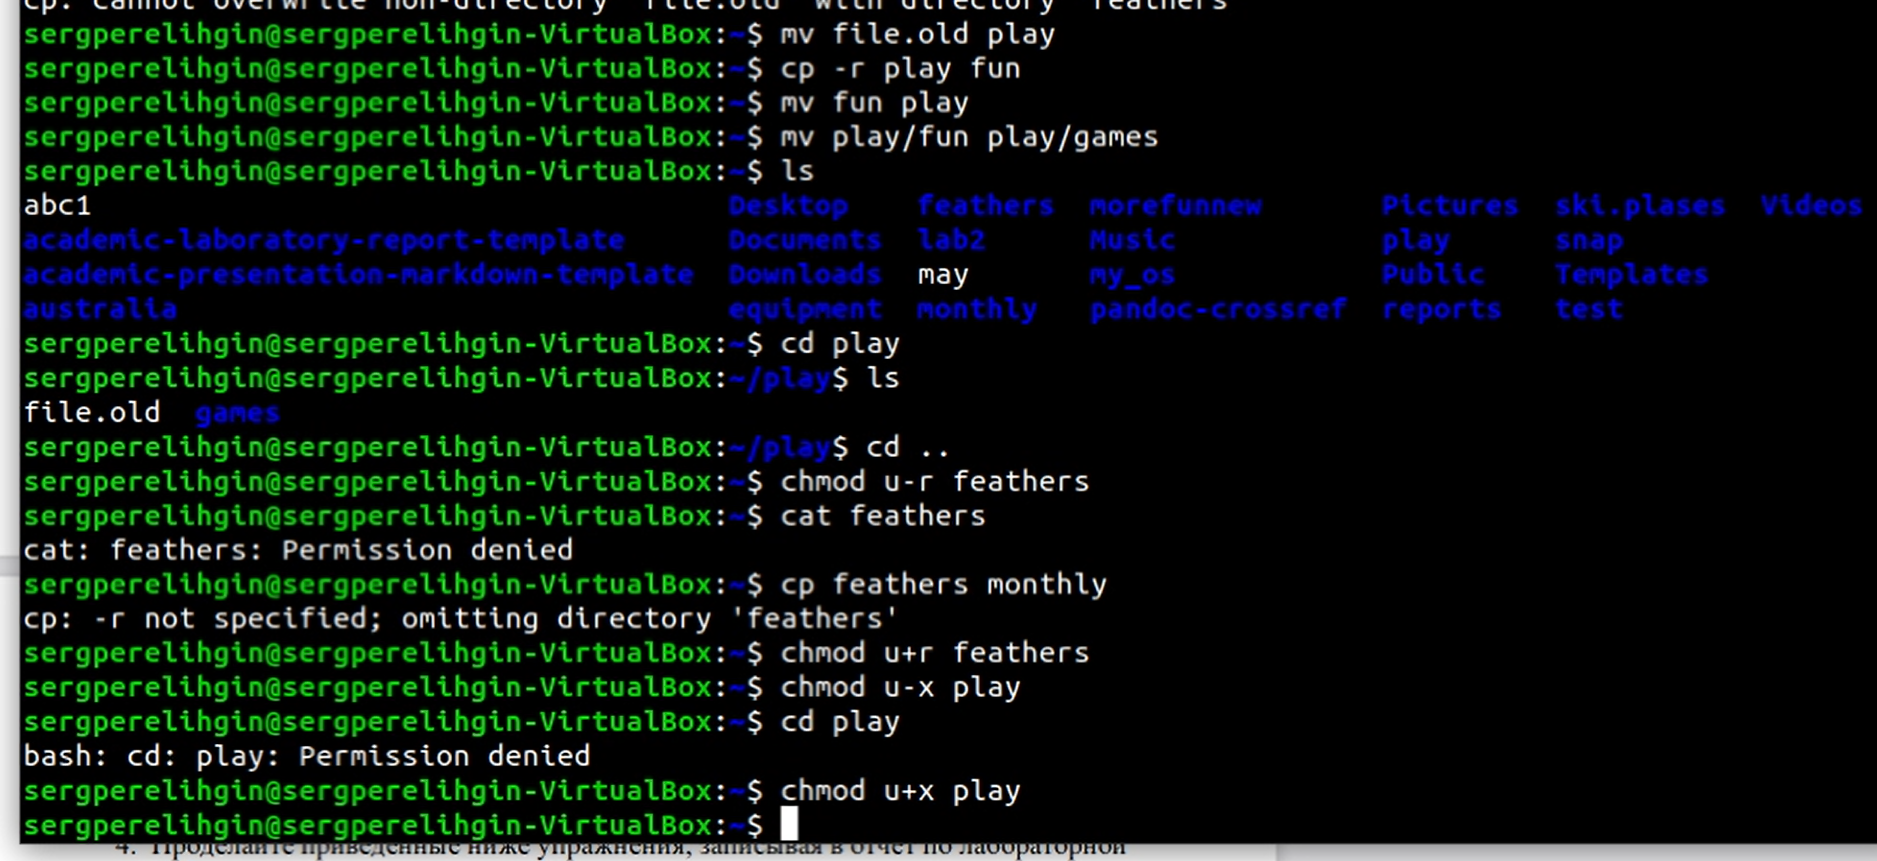 cp: cannot overwrite non-directory 'file.old' with directory 'feathers'
sergperelihgin@sergperelihgin-VirtualBox:~$ mv file.old play
sergperelihgin@sergperelihgin-VirtualBox:~$ cp -r play fun
sergperelihgin@sergperelihgin-VirtualBox:~$ mv fun play
sergperelihgin@sergperelihgin-VirtualBox:~$ mv play/fun play/games
sergperelihgin@sergperelihgin-VirtualBox:~$ ls
abc1 Desktop feathers morefunnew Pictures ski.plases Videos
academic-laboratory-report-template Documents lab2 Music play snap
academic-presentation-markdown-template Downloads may my_os Public Templates
australia equipment monthly pandoc-crossref reports test
sergperelihgin@sergperelihgin-VirtualBox:~$ cd play
sergperelihgin@sergperelihgin-VirtualBox:~/play$ ls
file.old games
sergperelihgin@sergperelihgin-VirtualBox:~/play$ cd ..
sergperelihgin@sergperelihgin-VirtualBox:~$ chmod u-r feathers
sergperelihgin@sergperelihgin-VirtualBox:~$ cat feathers
cat: feathers: Permission denied
sergperelihgin@sergperelihgin-VirtualBox:~$ cp feathers monthly
cp: -r not specified; omitting directory 'feathers'
sergperelihgin@sergperelihgin-VirtualBox:~$ chmod u+r feathers
sergperelihgin@sergperelihgin-VirtualBox:~$ chmod u-x play
sergperelihgin@sergperelihgin-VirtualBox:~$ cd play
bash: cd: play: Permission denied
sergperelihgin@sergperelihgin-VirtualBox:~$ chmod u+x play
sergperelihgin@sergperelihgin-VirtualBox:~$
4. Проделайте приведённые ниже упражнения, записывая в отчёт по лабораторной